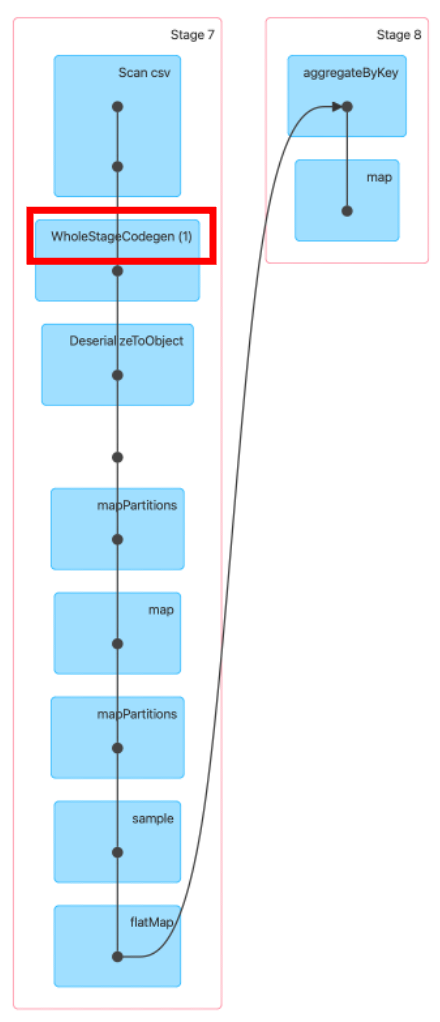 Stage 7
Scan csv
WholeStageCodegen (1)
DeserializeToObject
mapPartitions
map
mapPartitions
sample
flatMap
Stage 8
aggregateByKey
map